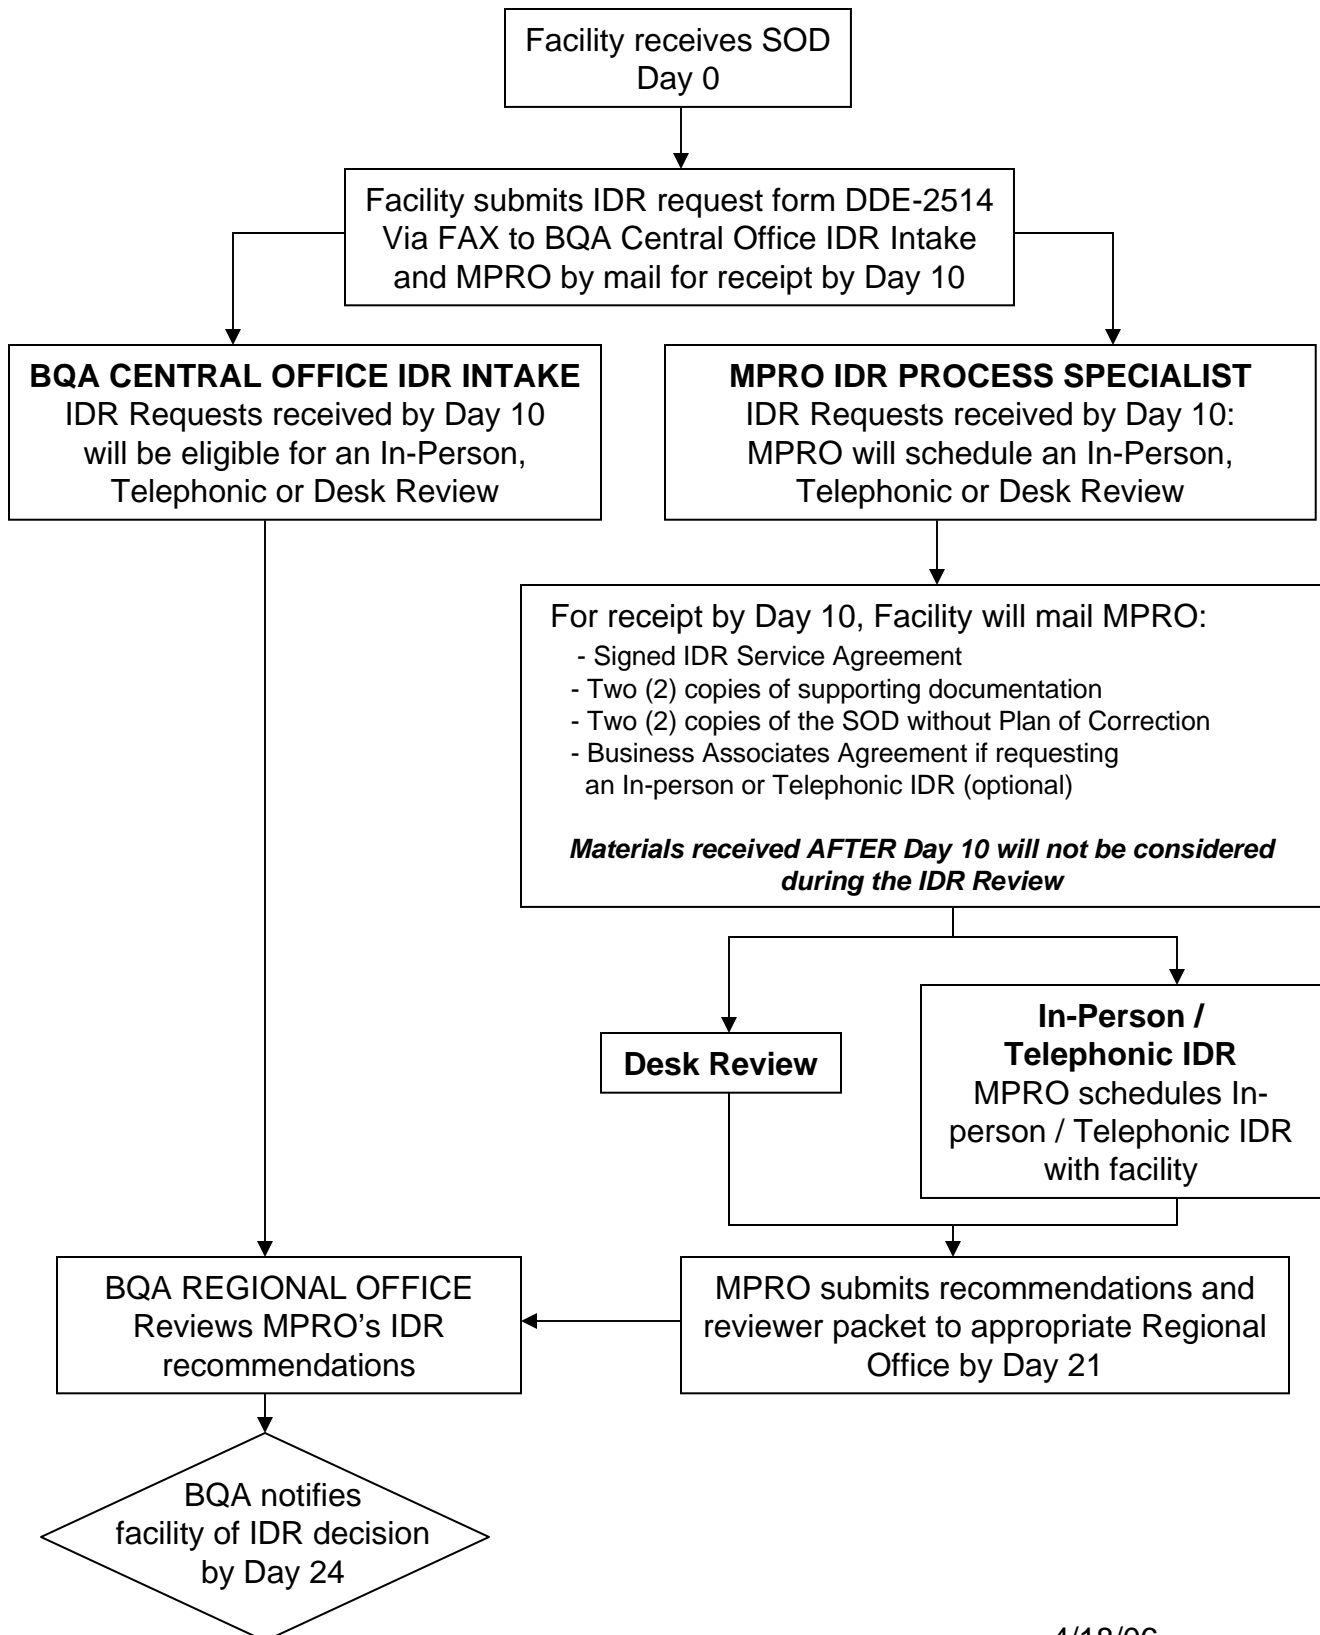 Facility receives SOD
Day 0
Facility submits IDR request form DDE-2514
Via FAX to BQA Central Office IDR Intake
and MPRO by mail for receipt by Day 10
BQA CENTRAL OFFICE IDR INTAKE
IDR Requests received by Day 10
will be eligible for an In-Person,
Telephonic or Desk Review
MPRO IDR PROCESS SPECIALIST
IDR Requests received by Day 10:
MPRO will schedule an In-Person,
Telephonic or Desk Review
For receipt by Day 10, Facility will mail MPRO:
- Signed IDR Service Agreement
- Two (2) copies of supporting documentation
- Two (2) copies of the SOD without Plan of Correction
- Business Associates Agreement if requesting
an In-person or Telephonic IDR (optional)
Materials received AFTER Day 10 will not be considered
during the IDR Review
Desk Review
In-Person /
Telephonic IDR
MPRO schedules In-
person / Telephonic IDR
with facility
BQA REGIONAL OFFICE
Reviews MPRO’s IDR
recommendations
MPRO submits recommendations and
reviewer packet to appropriate Regional
Office by Day 21
BQA notifies
facility of IDR decision
by Day 24
4/18/06